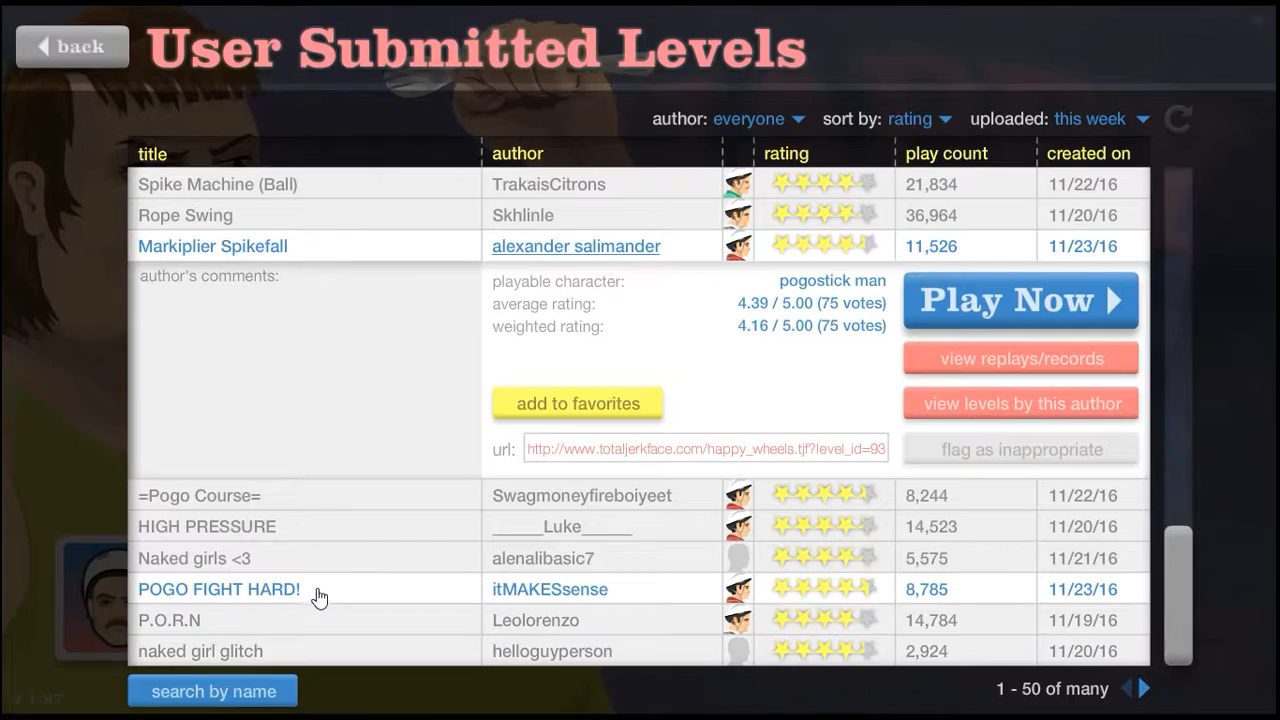 back
User Submitted Levels
author: everyone sort by: rating uploaded: this week
title author rating play count created on
Spike Machine (Ball) TrakaisCitrons 21,834 11/22/16
Rope Swing Skhlinle 36,964 11/20/16
Markiplier Spikefall alexander salimander 11,526 11/23/16
author's comments:
playable character: pogostick man
average rating: 4.39 / 5.00 (75 votes)
weighted rating: 4.16 / 5.00 (75 votes)
Play Now
view replays/records
add to favorites
view levels by this author
url: http://www.totaljerkface.com/happy_wheels.tjf?level_id=93
flag as inappropriate
=Pogo Course= Swagmoneyfireboiyeet 8,244 11/22/16
HIGH PRESSURE ______Luke______ 14,523 11/20/16
Naked girls <3 alenalibasic7 5,575 11/21/16
POGO FIGHT HARD! itMAKESsense 8,785 11/23/16
P.O.R.N Leolorenzo 14,784 11/19/16
naked girl glitch helloguyperson 2,924 11/20/16
search by name
1 - 50 of many
v 1.87